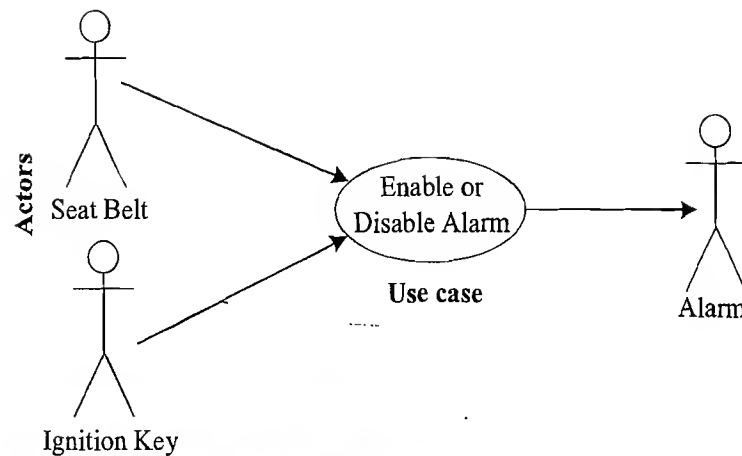 Actors
Seat Belt
Enable or
Disable Alarm
Use case
Alarm
Ignition Key